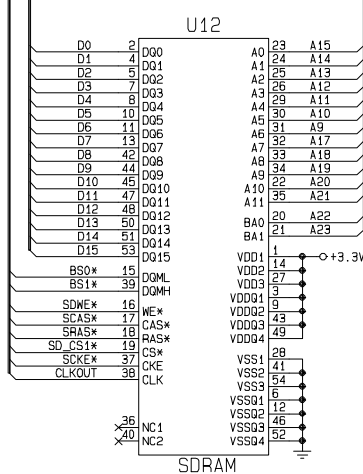 U12
D0 2 DQ0 A0 23 A15
D1 4 DQ1 A1 24 A14
D2 5 DQ2 A2 25 A13
D3 7 DQ3 A3 26 A12
D4 8 DQ4 A4 29 A11
D5 10 DQ5 A5 30 A10
D6 11 DQ6 A6 31 A9
D7 13 DQ7 A7 32 A17
D8 42 DQ8 A8 33 A18
D9 44 DQ9 A9 34 A19
D10 45 DQ10 A10 22 A20
D11 47 DQ11 A11 35 A21
D12 48 DQ12
D13 50 DQ13 BA0 20 A22
D14 51 DQ14 BA1 21 A23
D15 53 DQ15 VDD1 1 +3.3V
BS0* 15 DQML VDD2 14
BS1* 39 DQMH VDD3 27
VDDQ1 3
SDWE* 16 WE* VDDQ2 9
SCAS* 17 CAS* VDDQ3 43
SRAS* 18 RAS* VDDQ4 49
SD_CS1* 19 CS*
SCKE* 37 CKE VSS1 28
CLKOUT 38 CLK VSS2 41
VSS3 54
VSSQ1 6
VSSQ2 12
36 NC1 VSSQ3 46
40 NC2 VSSQ4 52
SDRAM